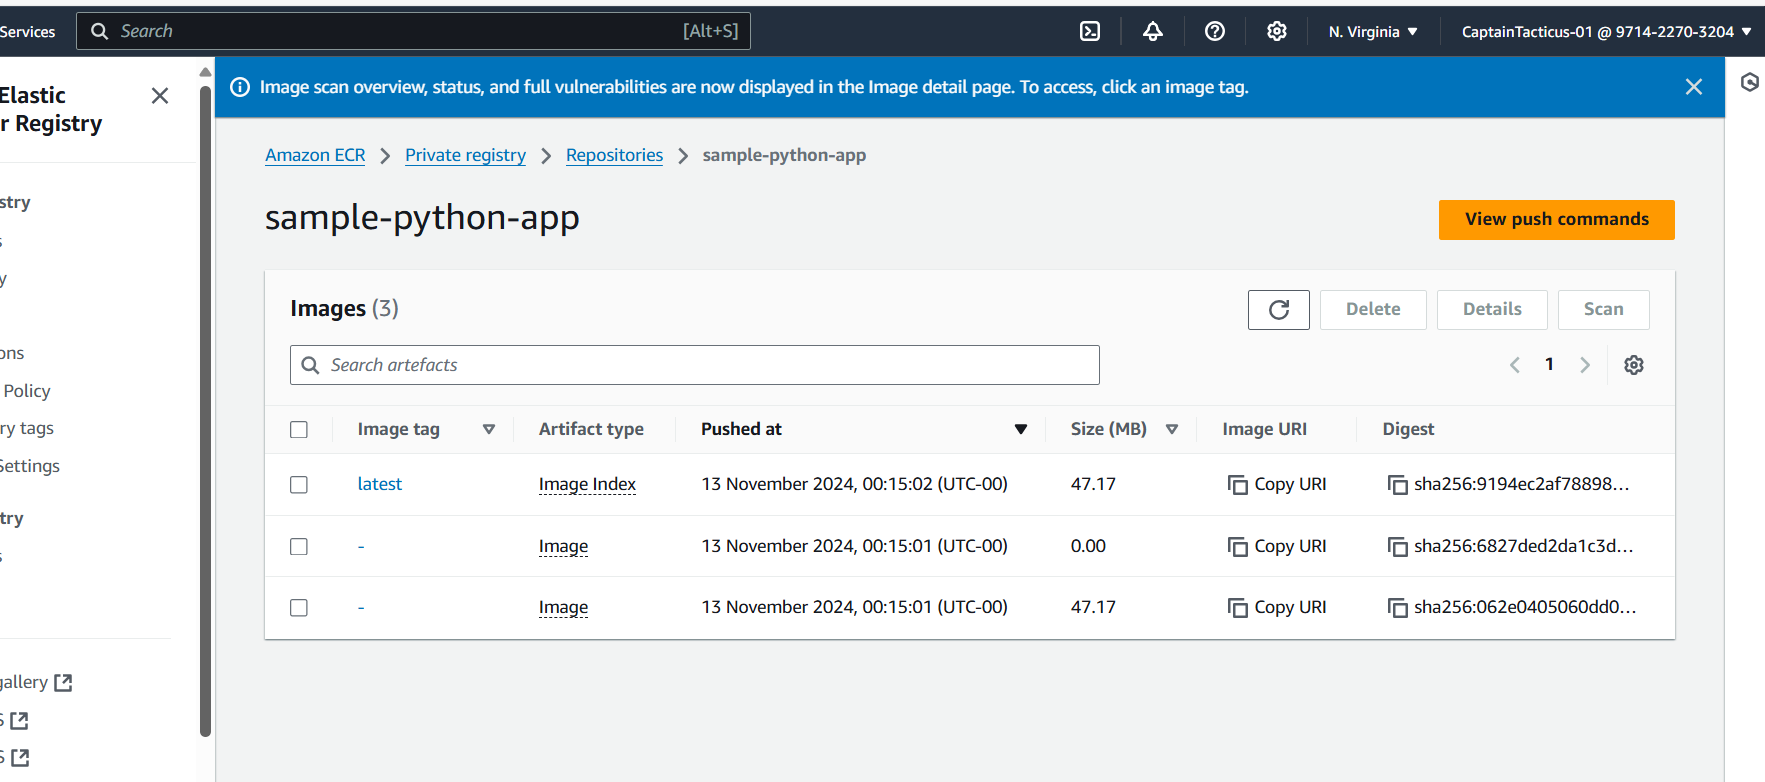 Services
Search
[Alt+S]
N. Virginia
CaptainTacticus-01 @ 9714-2270-3204
Elastic
r Registry
stry
s
y
ons
Policy
ry tags
Settings
try
s
gallery
S
S
Image scan overview, status, and full vulnerabilities are now displayed in the Image detail page. To access, click an image tag.
Amazon ECR
Private registry
Repositories
sample-python-app
sample-python-app
View push commands
Images (3)
Delete
Details
Scan
Search artefacts
1
Image tag
Artifact type
Pushed at
Size (MB)
Image URI
Digest
latest
Image Index
13 November 2024, 00:15:02 (UTC-00)
47.17
Copy URI
sha256:9194ec2af78898...
-
Image
13 November 2024, 00:15:01 (UTC-00)
0.00
Copy URI
sha256:6827ded2da1c3d...
-
Image
13 November 2024, 00:15:01 (UTC-00)
47.17
Copy URI
sha256:062e0405060dd0...